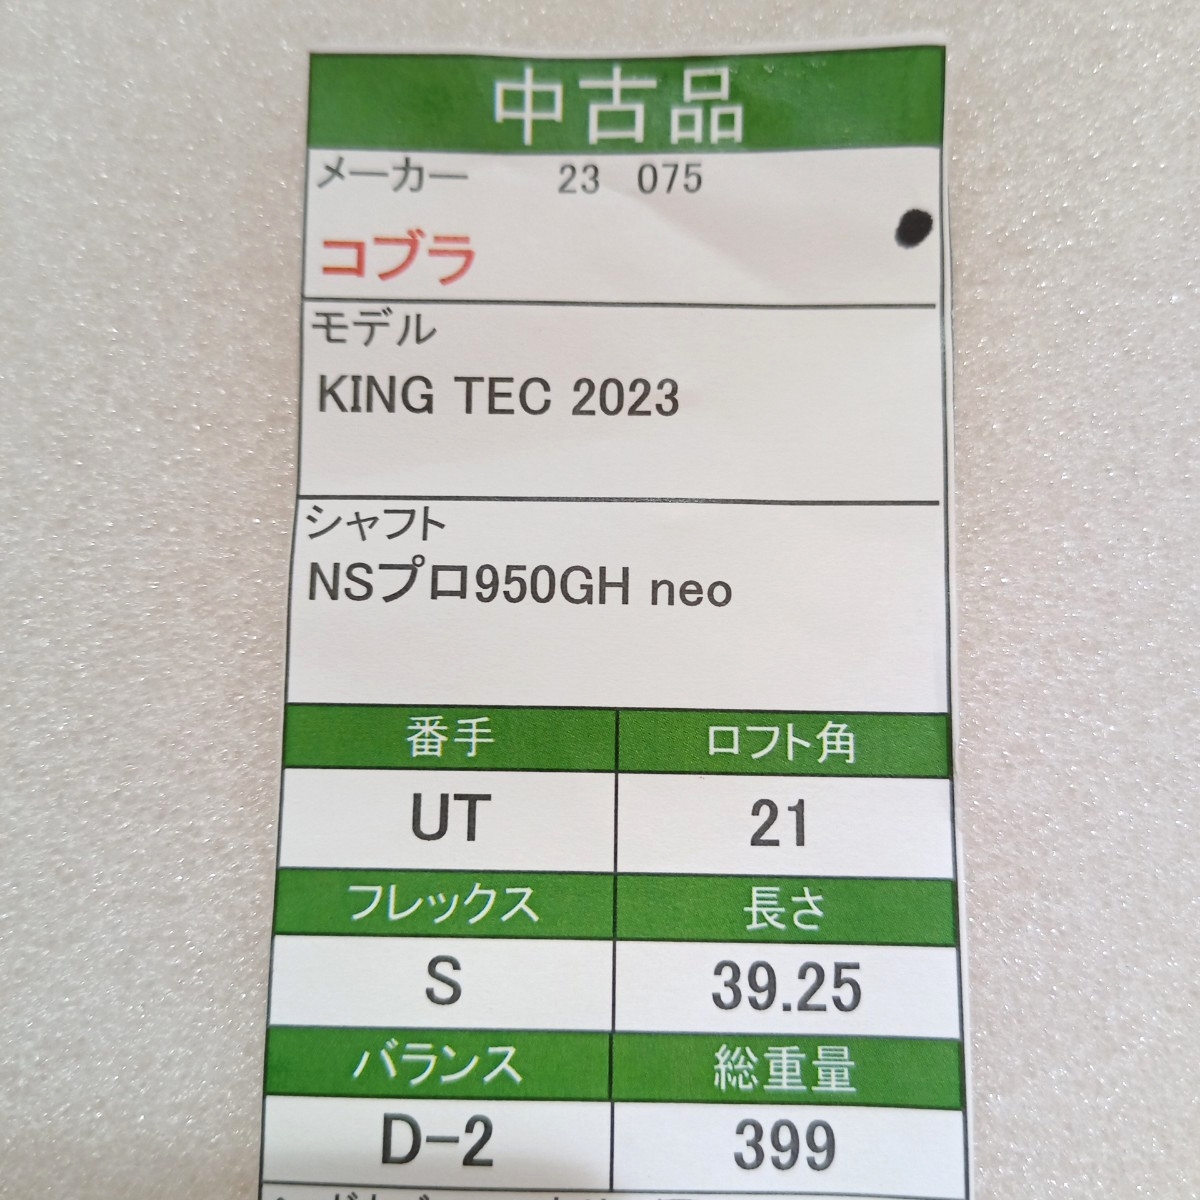 中古品
メーカー 23 075
コブラ
モデル
KING TEC 2023
シャフト
NSプロ950GH neo
番手 ロフト角
UT 21
フレックス 長さ
S 39.25
バランス 総重量
D-2 399